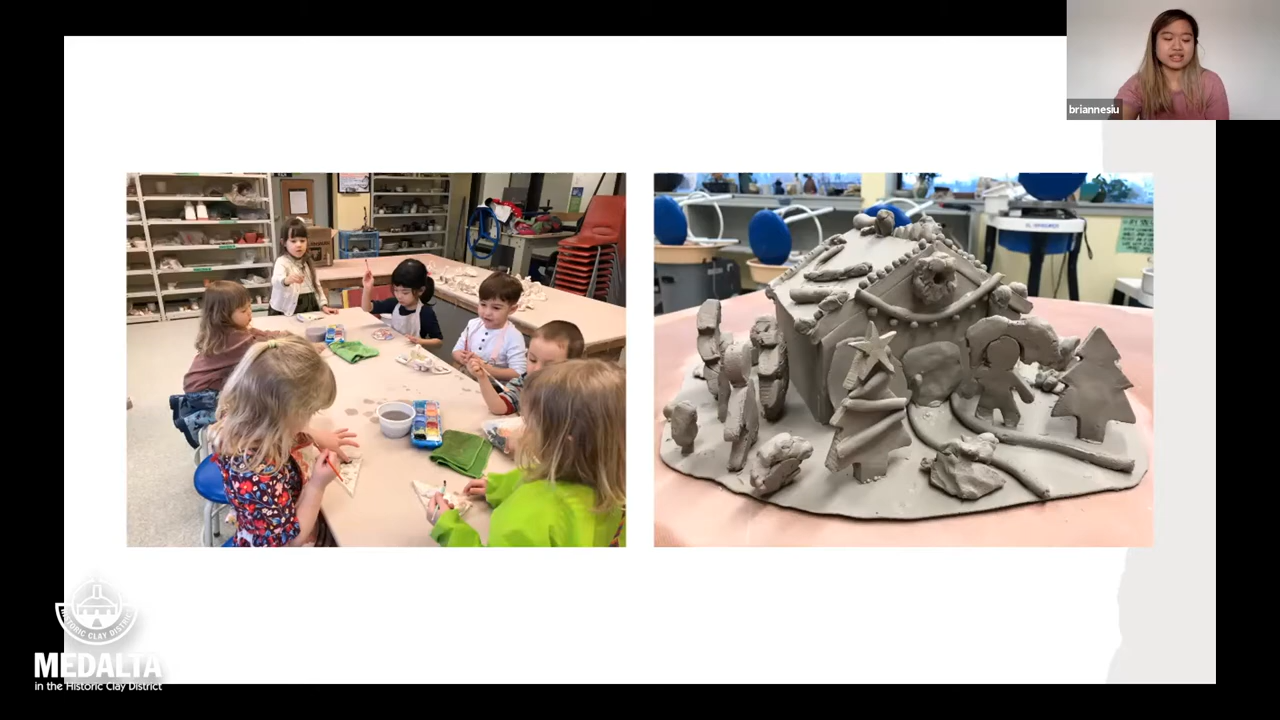 briannesiu
HISTORIC CLAY DISTRICT
MEDALTA
in the Historic Clay District